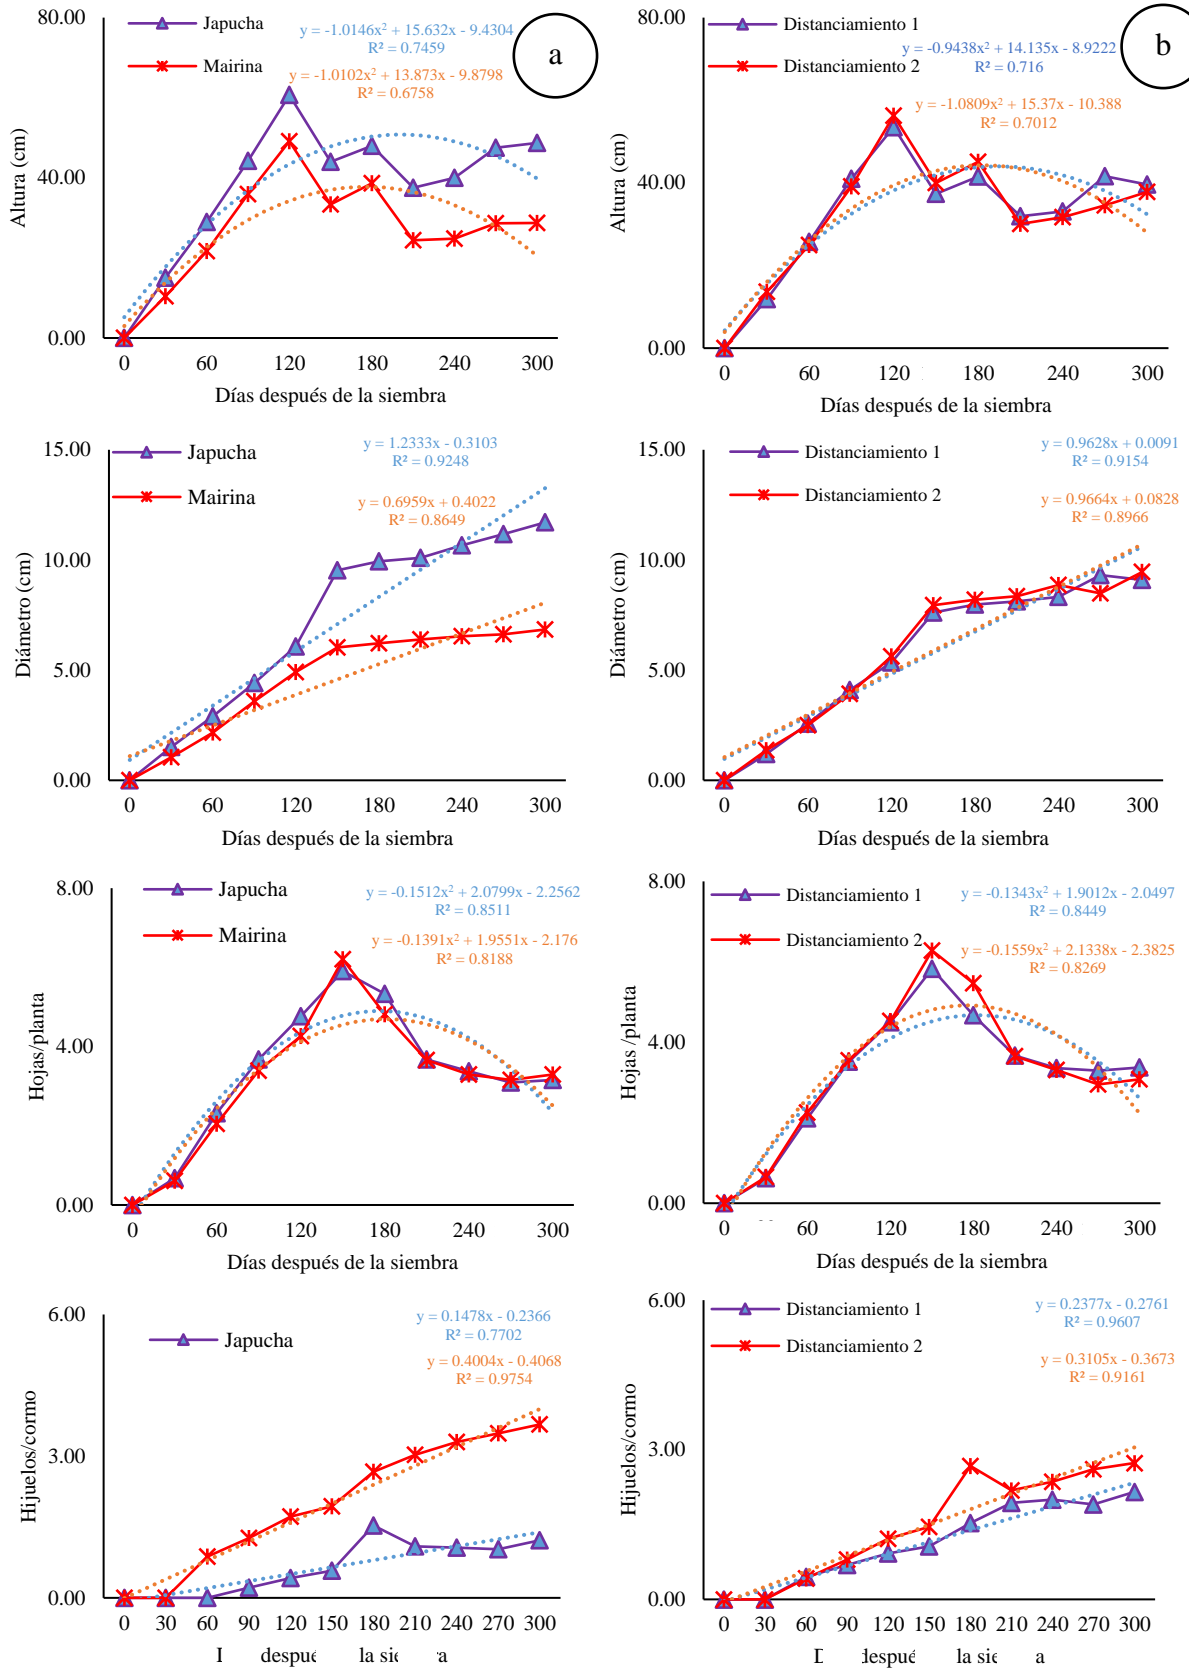 80.00
40.00
0.00
Altura (cm)
Japucha
Mairina
y = -1.0146x² + 15.632x - 9.4304
R² = 0.7459
y = -1.0102x² + 13.873x - 9.8798
R² = 0.6758
a
0 60 120 180 240 300
Días después de la siembra
80.00
40.00
0.00
Altura (cm)
Distanciamiento 1
Distanciamiento 2
y = -0.9438x² + 14.135x - 8.9222
R² = 0.716
y = -1.0809x² + 15.37x - 10.388
R² = 0.7012
b
0 60 120 180 240 300
Días después de la siembra
15.00
10.00
5.00
0.00
Diámetro (cm)
Japucha
Mairina
y = 1.2333x - 0.3103
R² = 0.9248
y = 0.6959x + 0.4022
R² = 0.8649
0 60 120 180 240 300
Días después de la siembra
15.00
10.00
5.00
0.00
Diámetro (cm)
Distanciamiento 1
Distanciamiento 2
y = 0.9628x + 0.0091
R² = 0.9154
y = 0.9664x + 0.0828
R² = 0.8966
0 60 120 180 240 300
Días después de la siembra
8.00
4.00
0.00
Hojas/planta
Japucha
Mairina
y = -0.1512x² + 2.0799x - 2.2562
R² = 0.8511
y = -0.1391x² + 1.9551x - 2.176
R² = 0.8188
0 60 120 180 240 300
Días después de la siembra
8.00
4.00
0.00
Hojas /planta
Distanciamiento 1
Distanciamiento 2
y = -0.1343x² + 1.9012x - 2.0497
R² = 0.8449
y = -0.1559x² + 2.1338x - 2.3825
R² = 0.8269
0 60 120 180 240 300
Días después de la siembra
6.00
3.00
0.00
Hijuelos/cormo
Japucha
y = 0.1478x - 0.2366
R² = 0.7702
y = 0.4004x - 0.4068
R² = 0.9754
0 30 60 90 120 150 180 210 240 270 300
la
6.00
3.00
0.00
Hijuelos/cormo
Distanciamiento 1
Distanciamiento 2
y = 0.2377x - 0.2761
R² = 0.9607
y = 0.3105x - 0.3673
R² = 0.9161
0 30 60 90 120 150 180 210 240 270 300
la